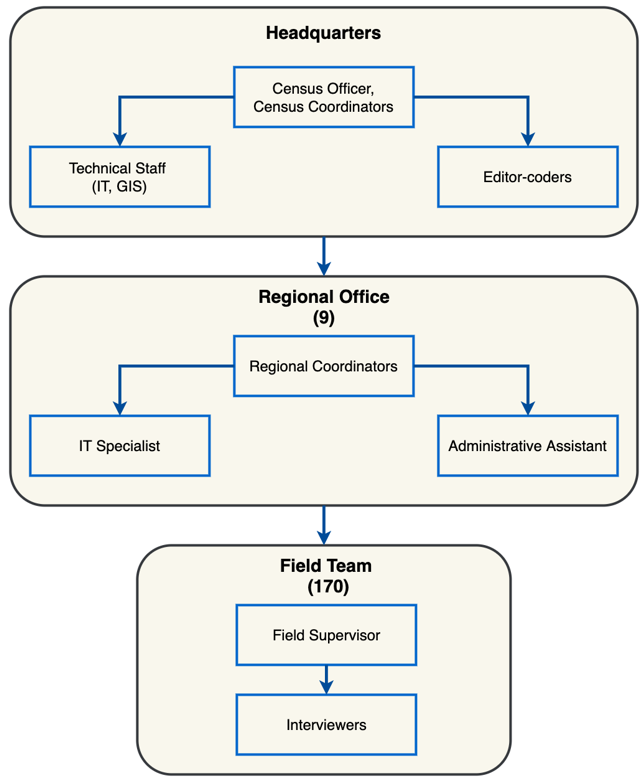 Headquarters
Census Officer,
Census Coordinators
Technical Staff
(IT, GIS)
Editor-coders
Regional Office
(9)
Regional Coordinators
IT Specialist
Administrative Assistant
Field Team
(170)
Field Supervisor
Interviewers